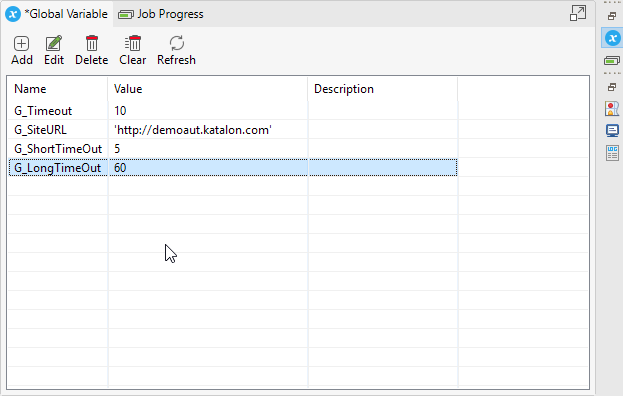 *Global Variable Job Progress
Add Edit Delete Clear Refresh
Name Value Description
G_Timeout 10
G_SiteURL 'http://demoaut.katalon.com'
G_ShortTimeOut 5
G_LongTimeOut 60